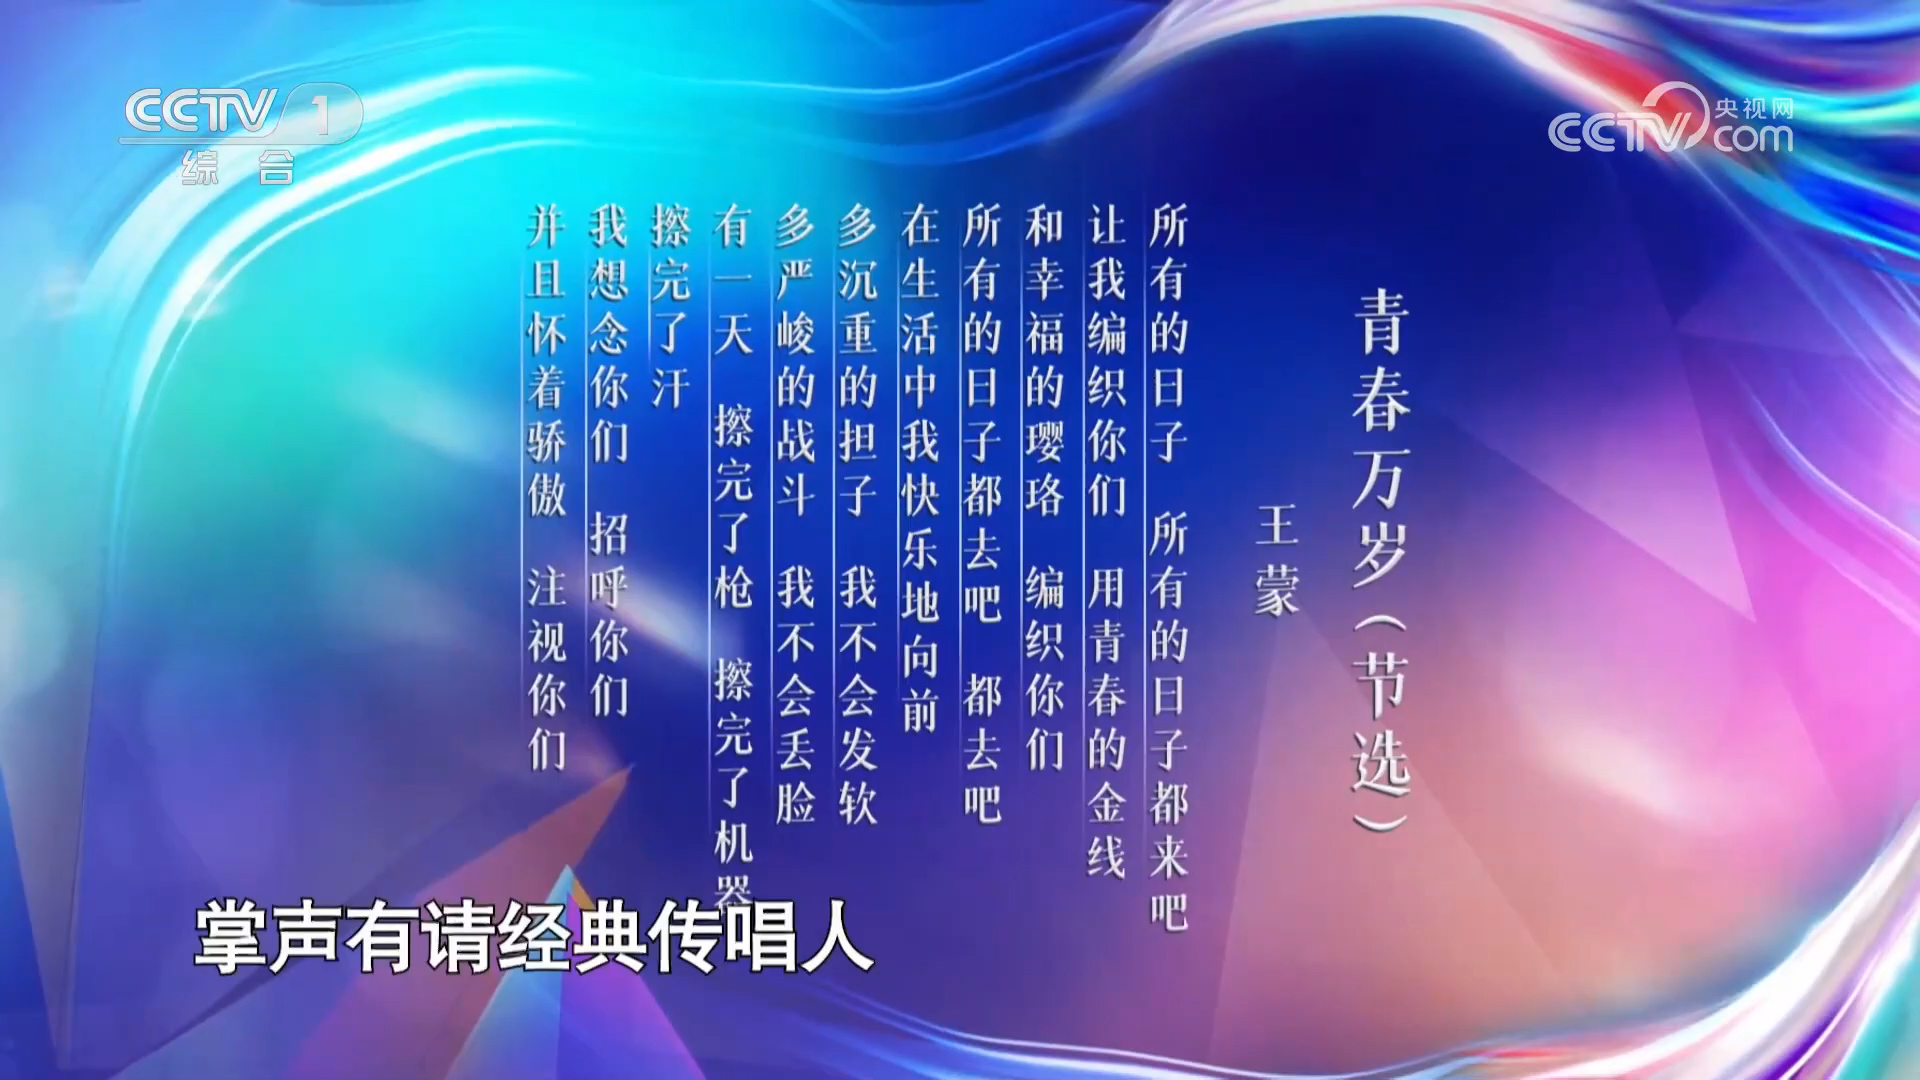 CCTV 1
综合
央视网
CCTV.com
青春万岁（节选）
王蒙
所有的日子 所有的日子都来吧
让我编织你们 用青春的金线
和幸福的璎珞 编织你们
所有的日子都去吧 都去吧
在生活中我快乐地向前
多沉重的担子 我不会发软
多严峻的战斗 我不会丢脸
有一天 擦完了枪 擦完了机器
擦完了汗
我想念你们 招呼你们
并且怀着骄傲 注视你们
掌声有请经典传唱人